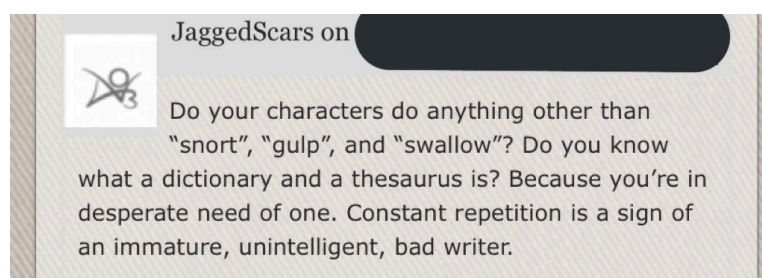 JaggedScars on
Do your characters do anything other than
“snort”, “gulp”, and “swallow”? Do you know
what a dictionary and a thesaurus is? Because you’re in
desperate need of one. Constant repetition is a sign of
an immature, unintelligent, bad writer.